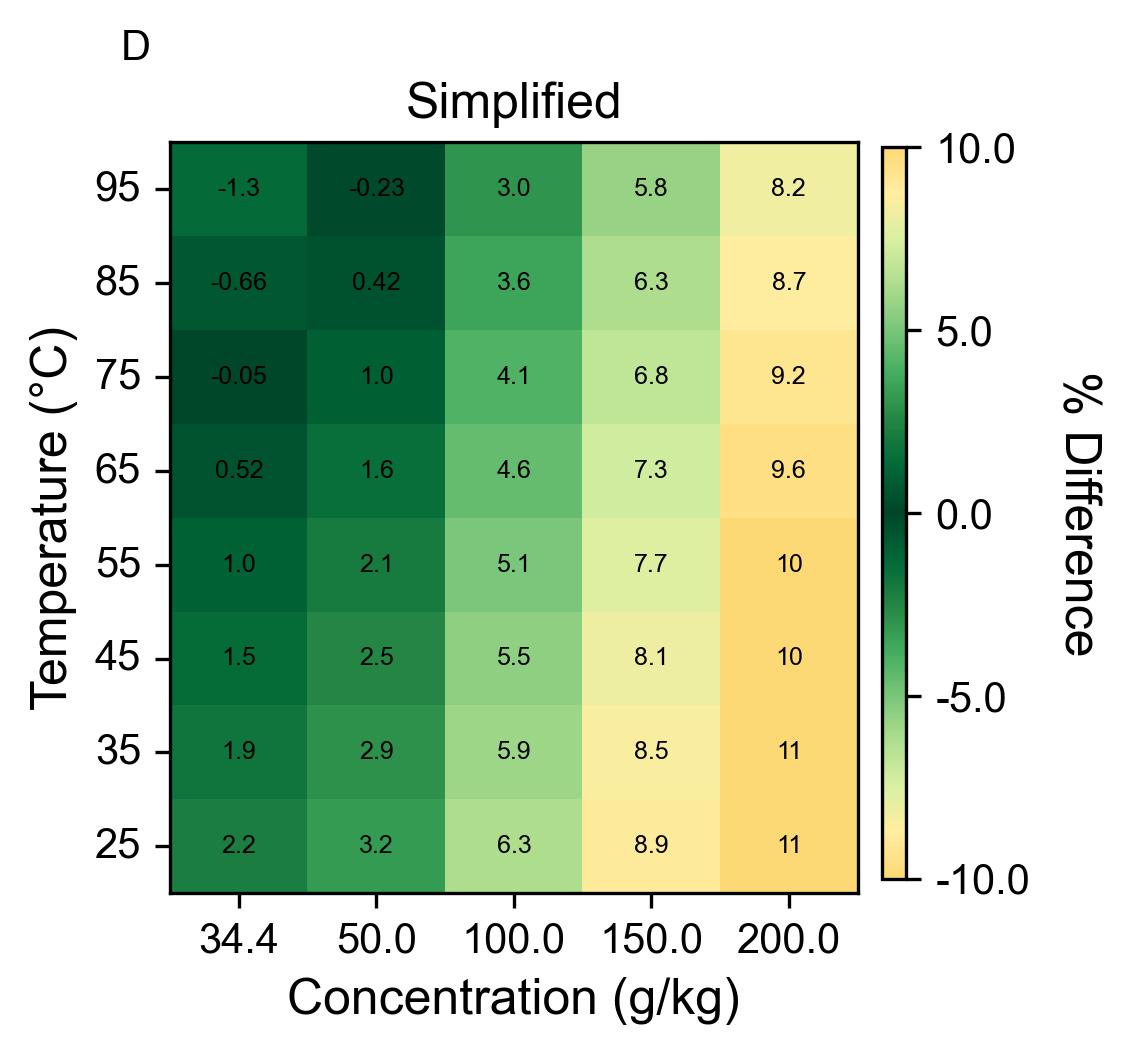 D
Simplified
95 -1.3 -0.23 3.0 5.8 8.2
85 -0.66 0.42 3.6 6.3 8.7
75 -0.05 1.0 4.1 6.8 9.2
65 0.52 1.6 4.6 7.3 9.6
55 1.0 2.1 5.1 7.7 10
45 1.5 2.5 5.5 8.1 10
35 1.9 2.9 5.9 8.5 11
25 2.2 3.2 6.3 8.9 11
34.4 50.0 100.0 150.0 200.0
Concentration (g/kg)
Temperature (°C)
10.0
5.0
0.0
-5.0
-10.0
% Difference